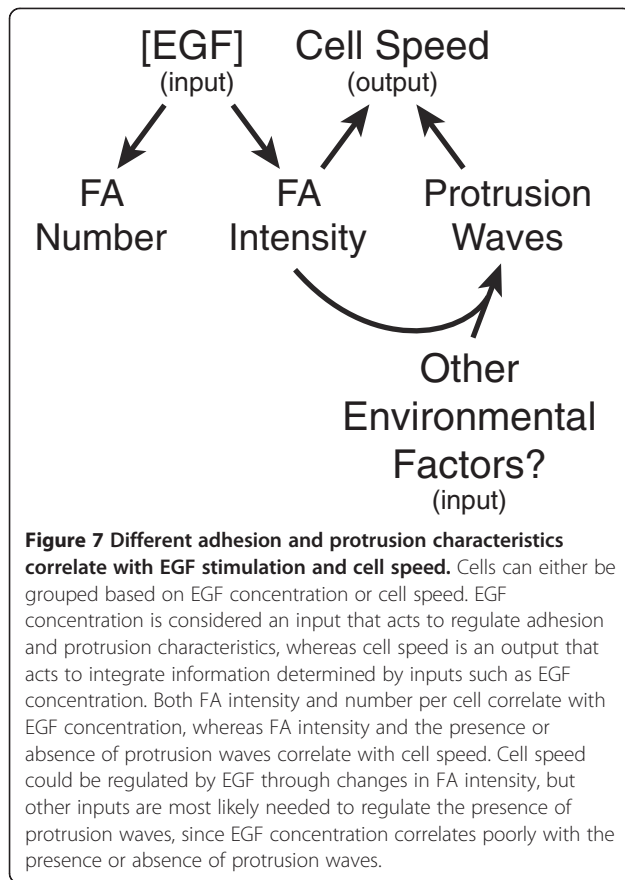 [EGF] Cell Speed
(input) (output)
FA FA Protrusion
Number Intensity Waves
Other
Environmental
Factors?
(input)
Figure 7 Different adhesion and protrusion characteristics
correlate with EGF stimulation and cell speed. Cells can either be
grouped based on EGF concentration or cell speed. EGF
concentration is considered an input that acts to regulate adhesion
and protrusion characteristics, whereas cell speed is an output that
acts to integrate information determined by inputs such as EGF
concentration. Both FA intensity and number per cell correlate with
EGF concentration, whereas FA intensity and the presence or
absence of protrusion waves correlate with cell speed. Cell speed
could be regulated by EGF through changes in FA intensity, but
other inputs are most likely needed to regulate the presence of
protrusion waves, since EGF concentration correlates poorly with the
presence or absence of protrusion waves.